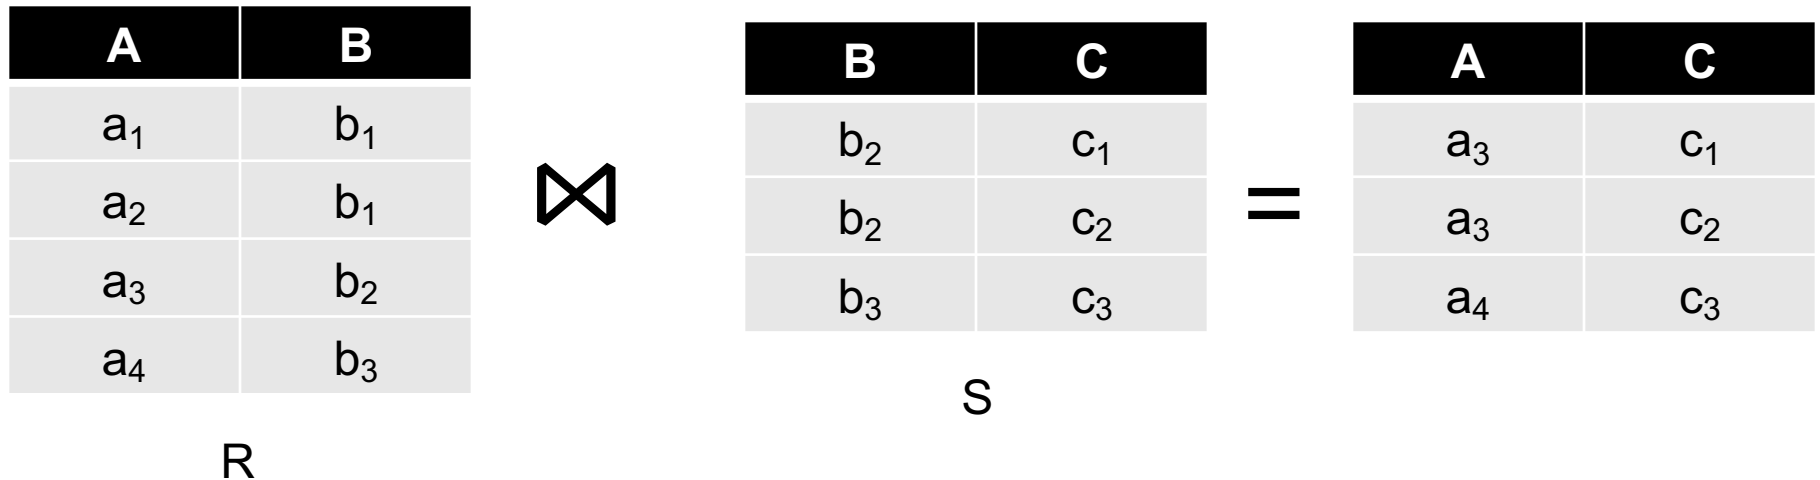 A B
a₁ b₁
a₂ b₁
a₃ b₂
a₄ b₃
R
⋈
B C
b₂ c₁
b₂ c₂
b₃ c₃
S
=
A C
a₃ c₁
a₃ c₂
a₄ c₃